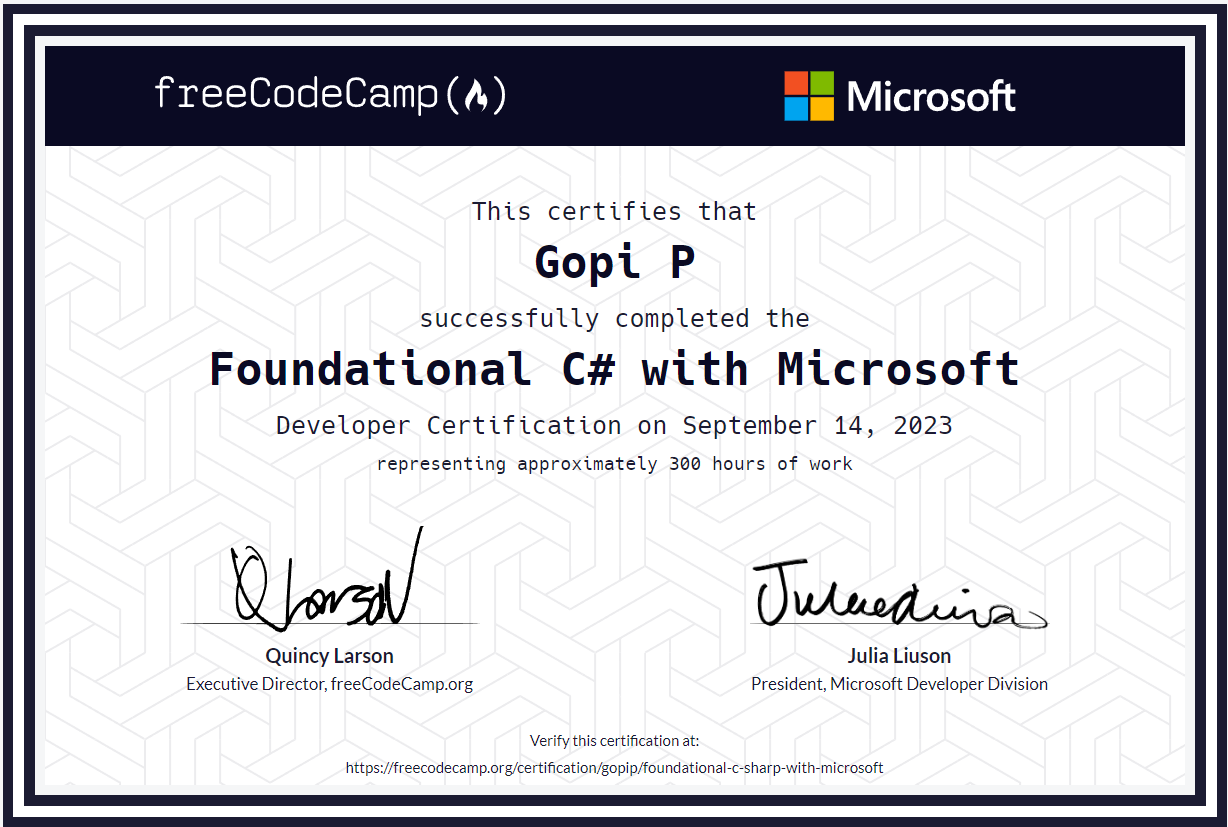 freeCodeCamp(🔥) Microsoft
This certifies that
Gopi P
successfully completed the
Foundational C# with Microsoft
Developer Certification on September 14, 2023
representing approximately 300 hours of work
Quincy Larson
Executive Director, freeCodeCamp.org
Julia Liuson
President, Microsoft Developer Division
Verify this certification at:
https://freecodecamp.org/certification/gopip/foundational-c-sharp-with-microsoft